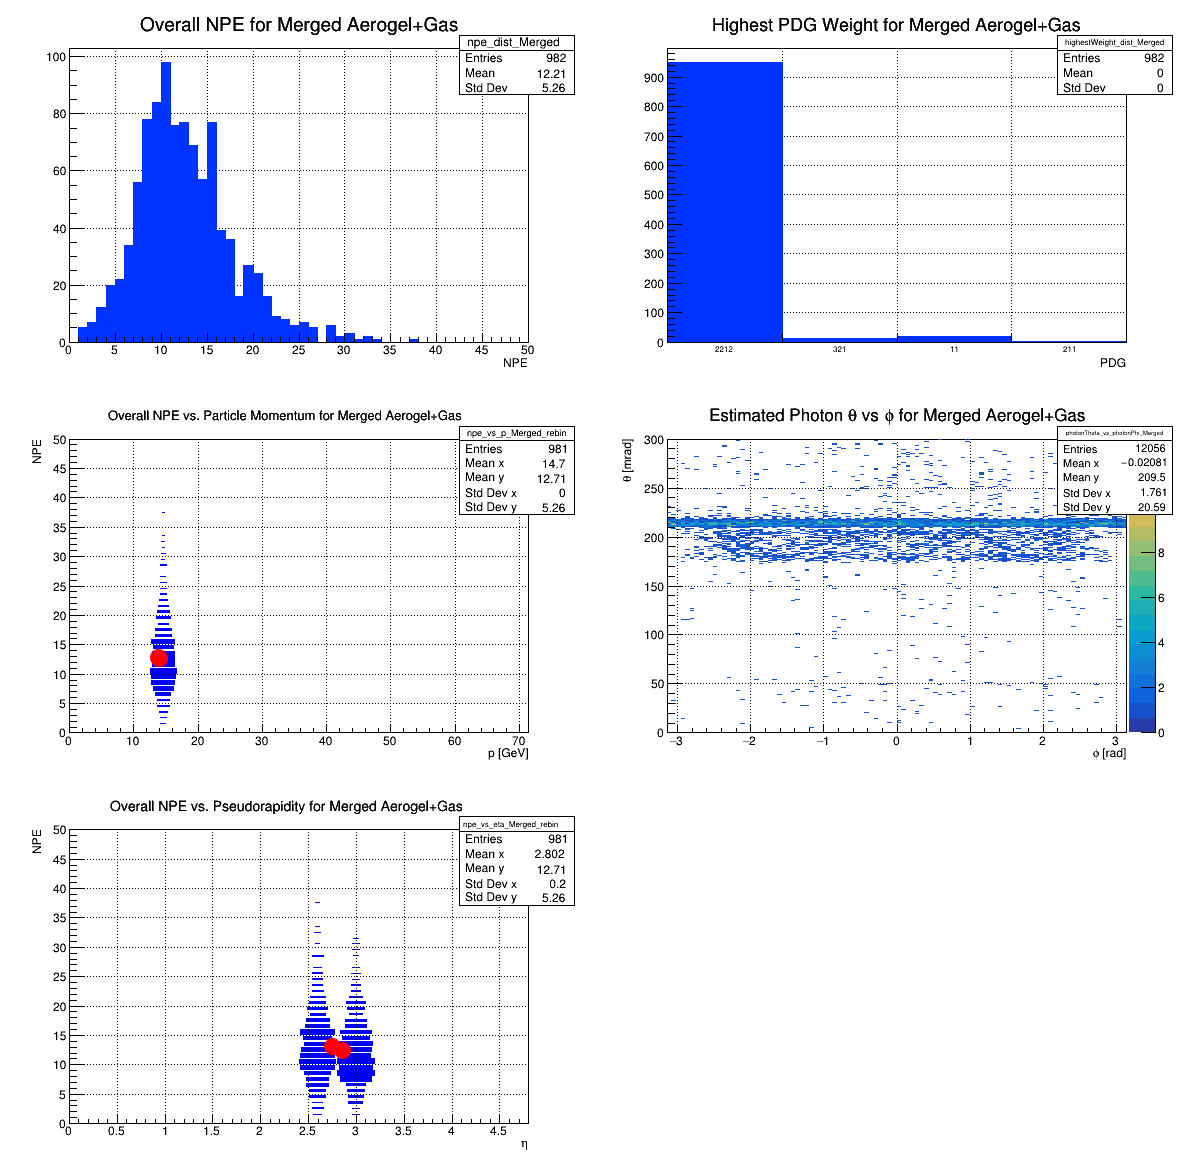 Overall NPE for Merged Aerogel+Gas
npe_dist_Merged
Entries 982
Mean 12.21
Std Dev 5.26
100
80
60
40
20
0
0 5 10 15 20 25 30 35 40 45 50
NPE
Highest PDG Weight for Merged Aerogel+Gas
highestWeight_dist_Merged
Entries 982
Mean 0
Std Dev 0
900
800
700
600
500
400
300
200
100
0
2212 321 11 211
PDG
Overall NPE vs. Particle Momentum for Merged Aerogel+Gas
NPE
npe_vs_p_Merged_rebin
Entries 981
Mean x 14.7
Mean y 12.71
Std Dev x 0
Std Dev y 5.26
50
45
40
35
30
25
20
15
10
5
0
0 10 20 30 40 50 60 70
p [GeV]
Estimated Photon θ vs ϕ for Merged Aerogel+Gas
θ [mrad]
photonTheta_vs_photonPhi_Merged
Entries 12056
Mean x −0.02081
Mean y 209.5
Std Dev x 1.761
Std Dev y 20.59
300
250
200
150
100
50
0
8
6
4
2
0
−3 −2 −1 0 1 2 3
ϕ [rad]
Overall NPE vs. Pseudorapidity for Merged Aerogel+Gas
NPE
npe_vs_eta_Merged_rebin
Entries 981
Mean x 2.802
Mean y 12.71
Std Dev x 0.2
Std Dev y 5.26
50
45
40
35
30
25
20
15
10
5
0
0 0.5 1 1.5 2 2.5 3 3.5 4 4.5
η